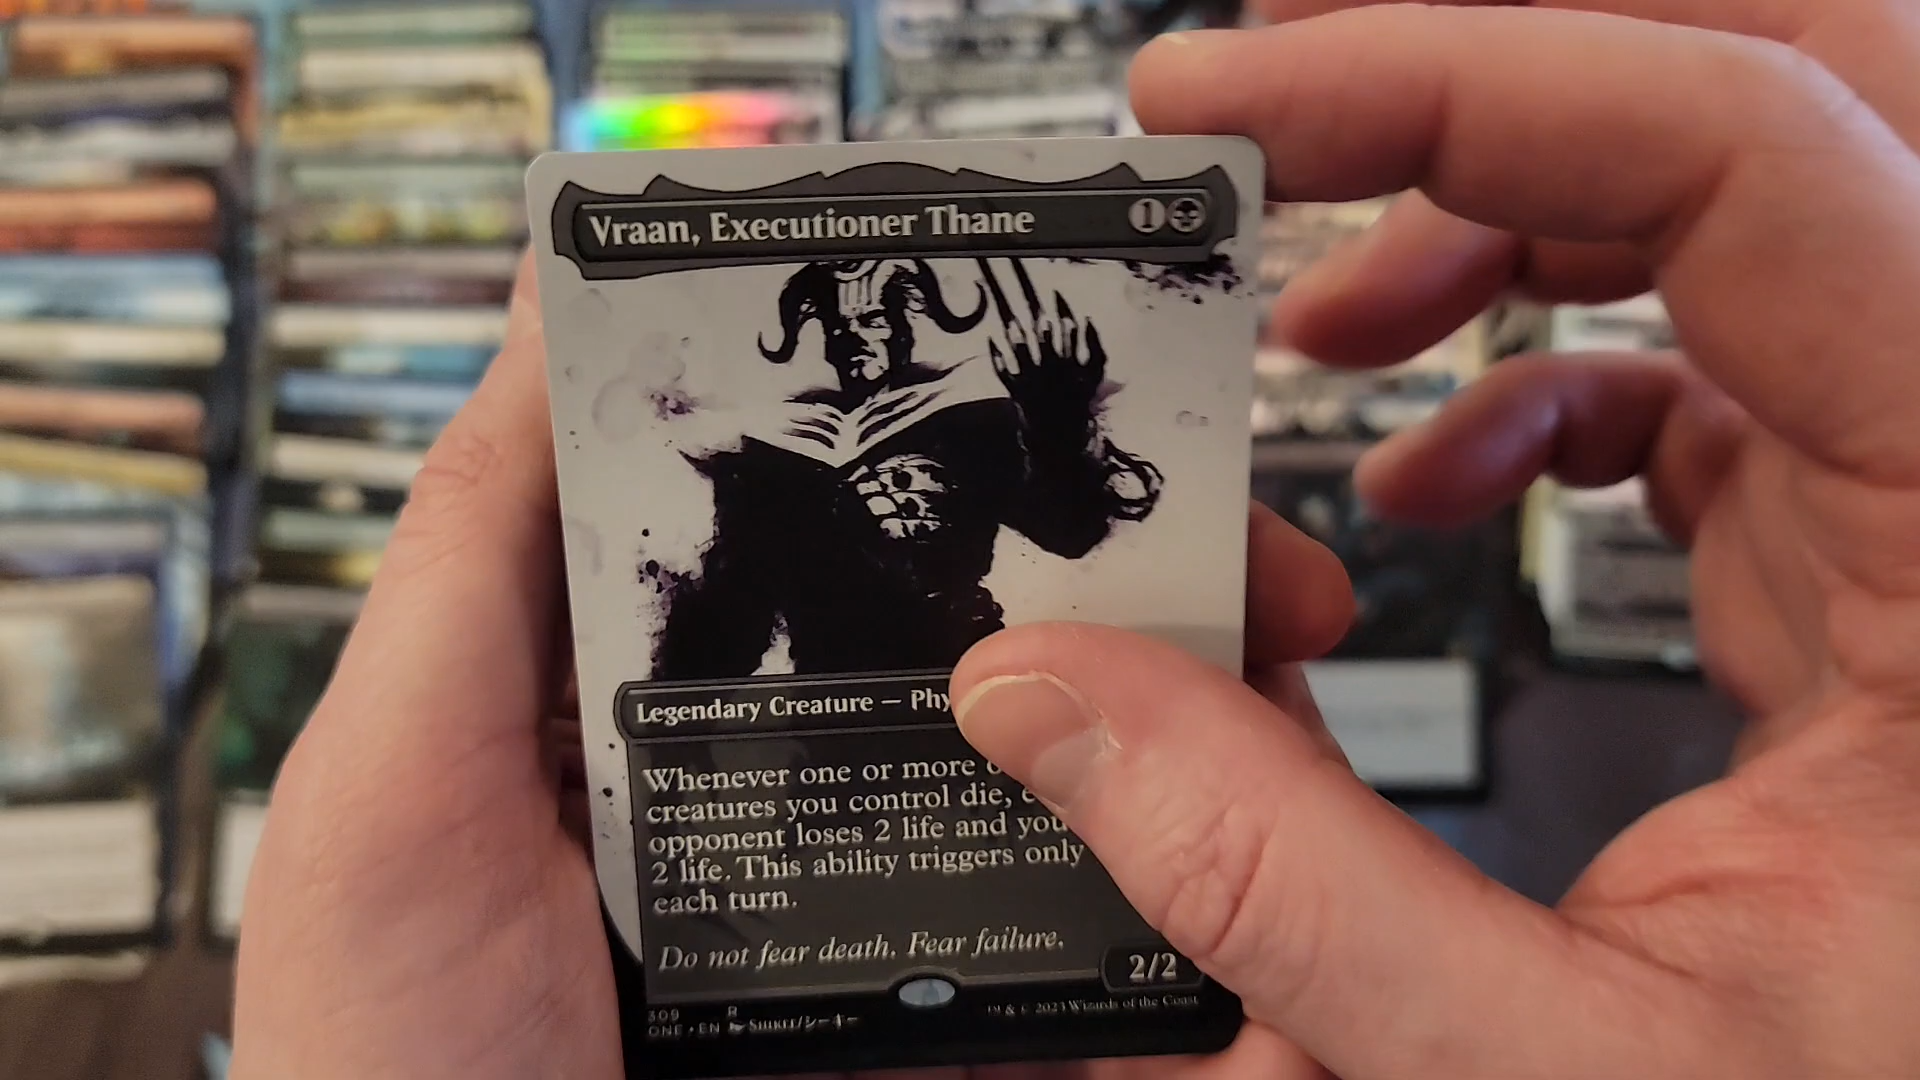 Vraan, Executioner Thane 1
Legendary Creature — Phy
Whenever one or more
creatures you control die,
opponent loses 2 life and you
2 life. This ability triggers only
each turn.
Do not fear death. Fear failure.
2/2
309 R
ONE • EN SHIKEE/シーキー
™ & © 2023 Wizards of the Coast